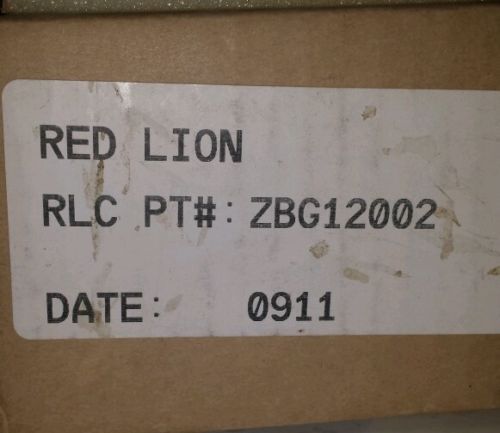 RED LION
RLC PT#: ZBG12002
DATE: 0911